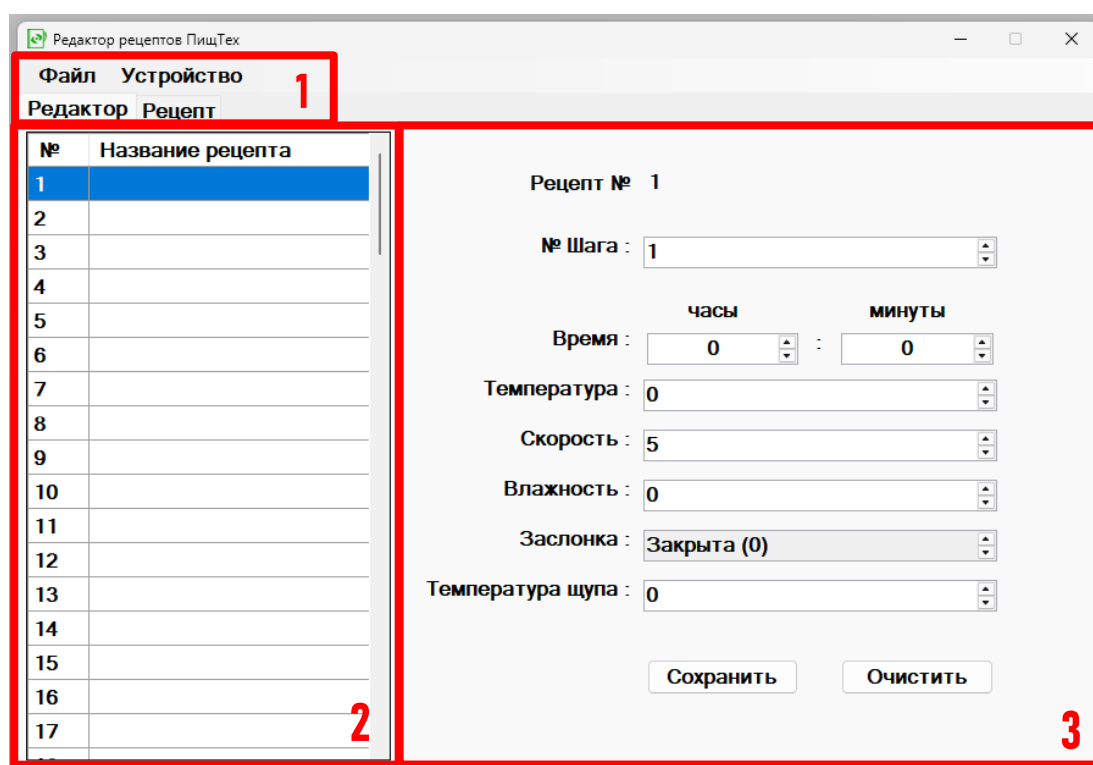 Редактор рецептов ПищТех
Файл Устройство
1
Редактор Рецепт
№ Название рецепта
1
2
3
4
5
6
7
8
9
10
11
12
13
14
15
16
17
2
Рецепт № 1
№ Шага : 1
часы минуты
Время : 0 : 0
Температура : 0
Скорость : 5
Влажность : 0
Заслонка : Закрыта (0)
Температура щупа : 0
Сохранить Очистить
3